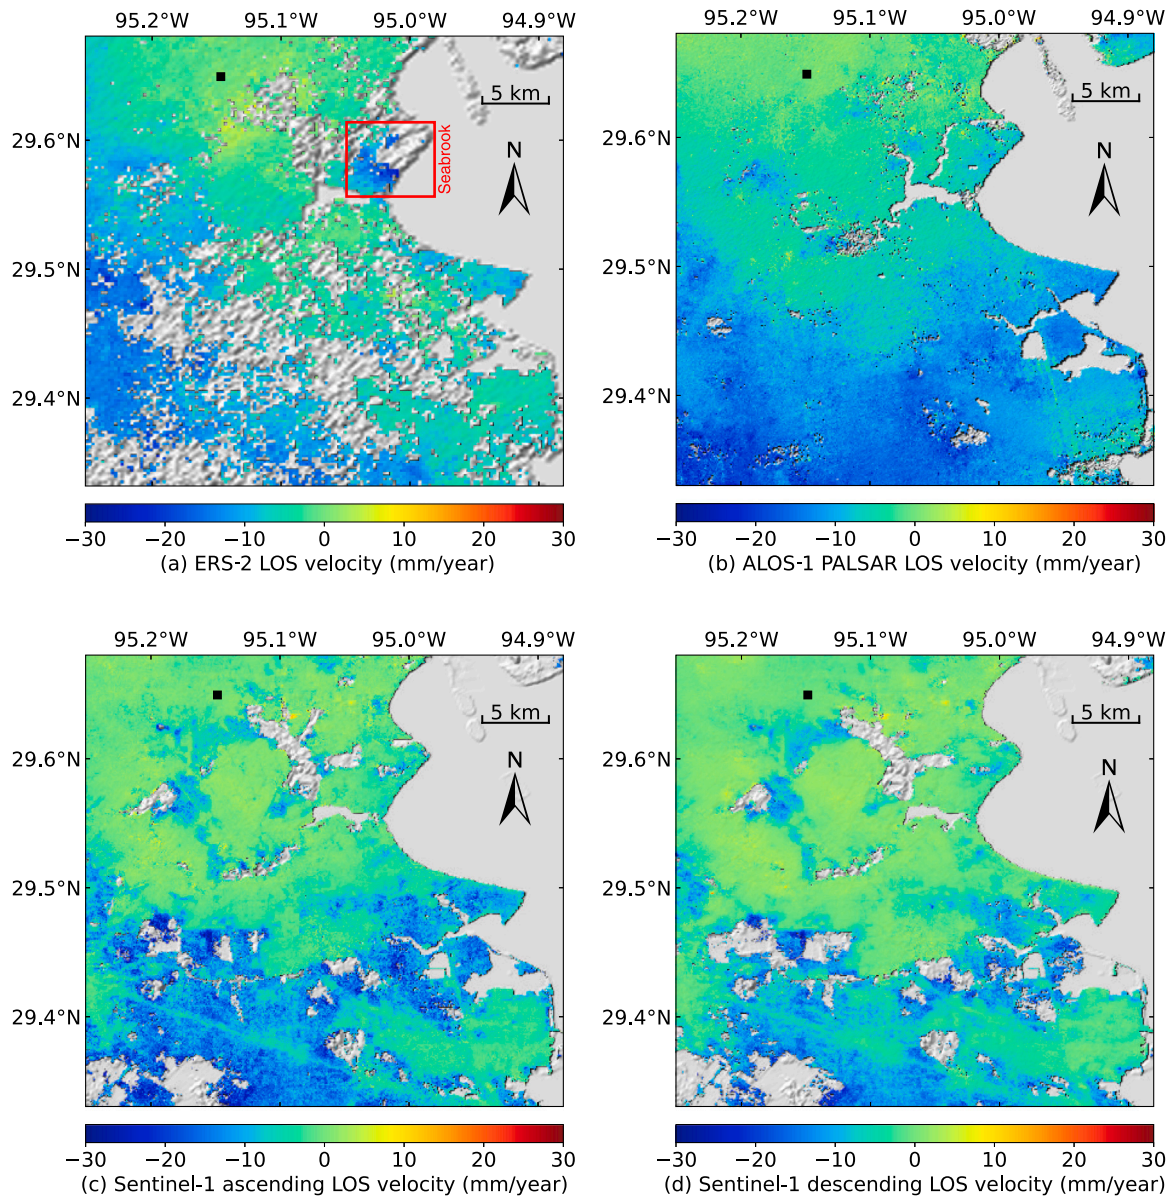 95.2°W 95.1°W 95.0°W 94.9°W
29.6°N
29.5°N
29.4°N
5 km
N
Seabrook
−30 −20 −10 0 10 20 30
(a) ERS-2 LOS velocity (mm/year)
95.2°W 95.1°W 95.0°W 94.9°W
29.6°N
29.5°N
29.4°N
5 km
N
−30 −20 −10 0 10 20 30
(b) ALOS-1 PALSAR LOS velocity (mm/year)
95.2°W 95.1°W 95.0°W 94.9°W
29.6°N
29.5°N
29.4°N
5 km
N
−30 −20 −10 0 10 20 30
(c) Sentinel-1 ascending LOS velocity (mm/year)
95.2°W 95.1°W 95.0°W 94.9°W
29.6°N
29.5°N
29.4°N
5 km
N
−30 −20 −10 0 10 20 30
(d) Sentinel-1 descending LOS velocity (mm/year)